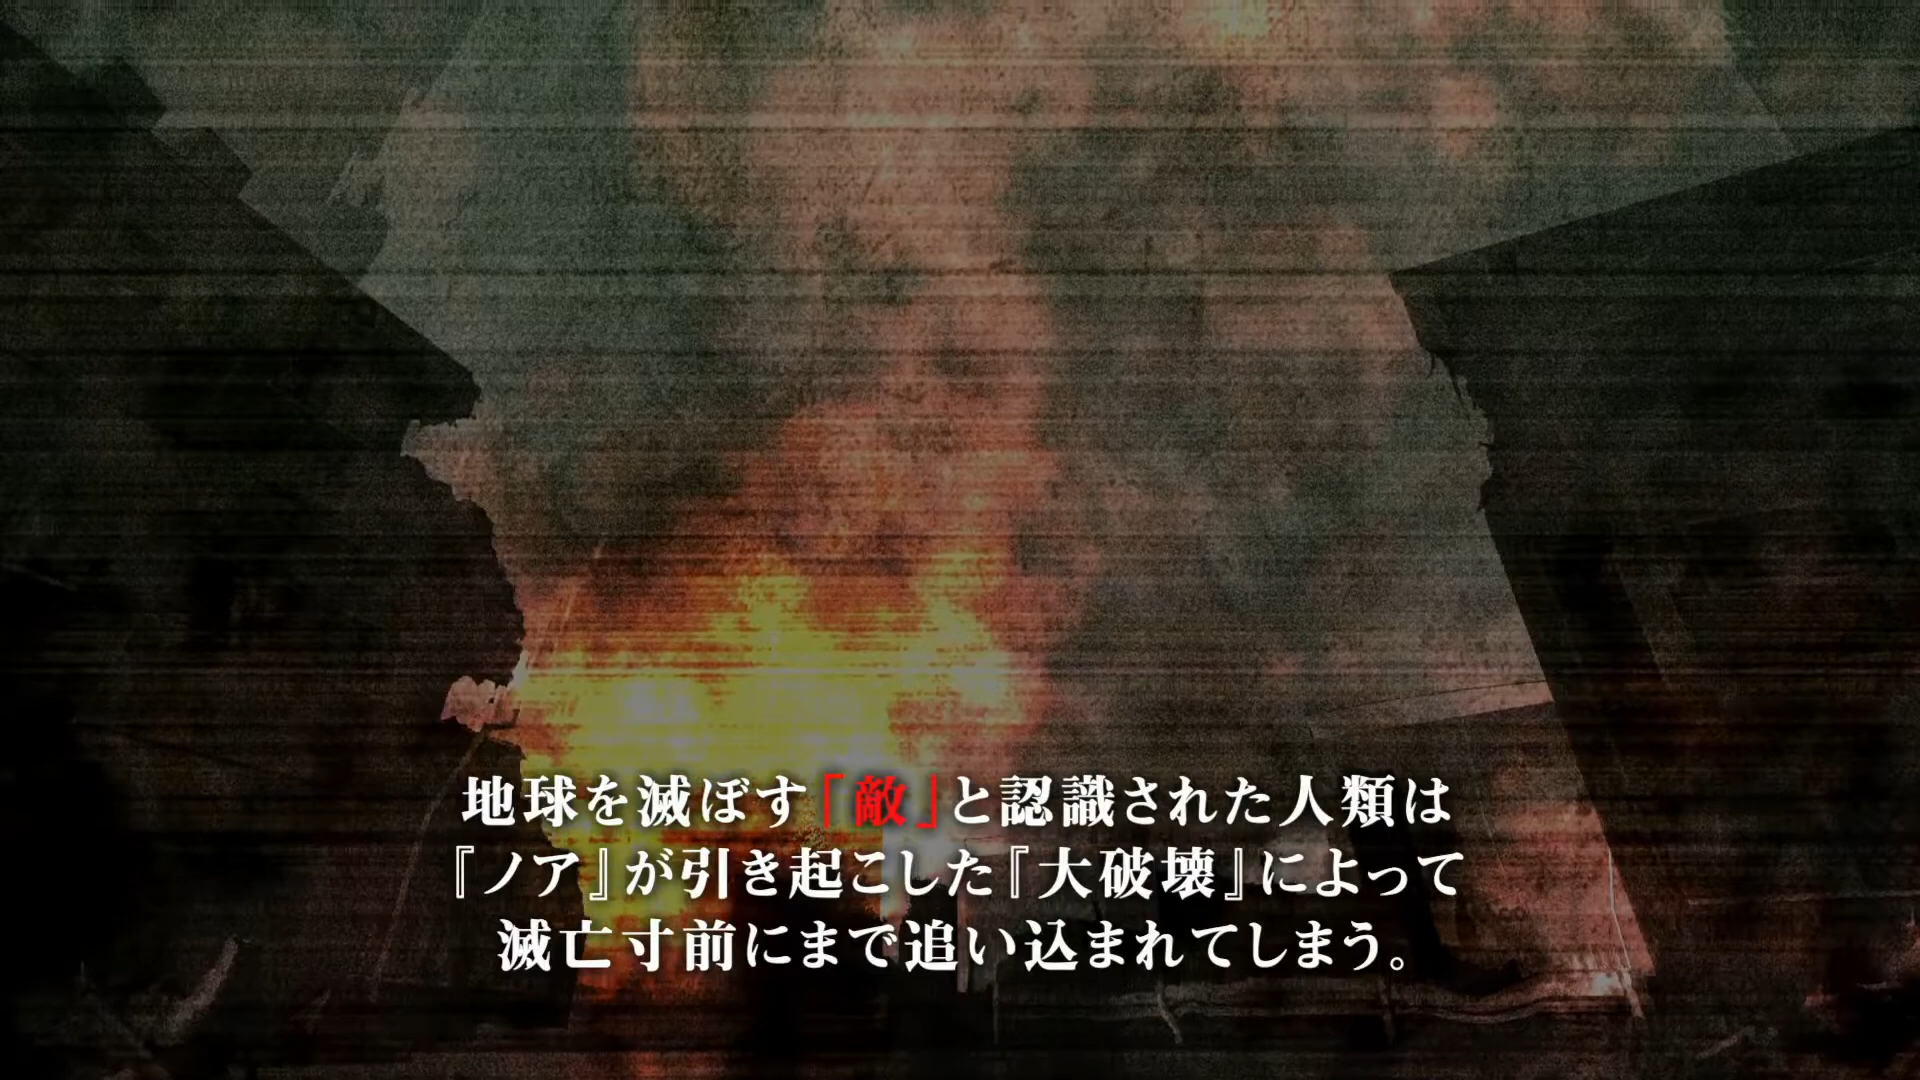 地球を滅ぼす「敵」と認識された人類は
『ノア』が引き起こした『大破壊』によって
滅亡寸前にまで追い込まれてしまう。